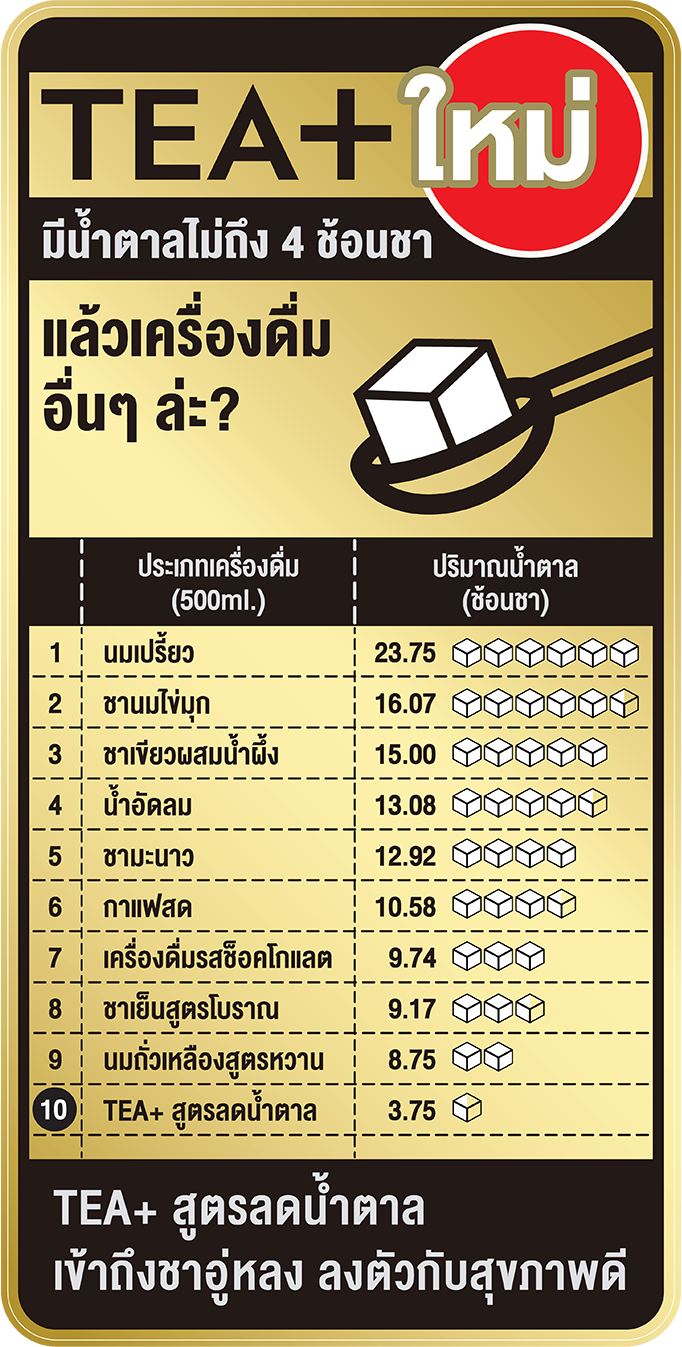 TEA+ ใหม่
มีน้ำตาลไม่ถึง 4 ช้อนชา
แล้วเครื่องดื่ม
อื่นๆ ล่ะ?
ประเภทเครื่องดื่ม ปริมาณน้ำตาล
(500ml.) (ช้อนชา)
1 นมเปรี้ยว 23.75
2 ชานมไข่มุก 16.07
3 ชาเขียวผสมน้ำผึ้ง 15.00
4 น้ำอัดลม 13.08
5 ชามะนาว 12.92
6 กาแฟสด 10.58
7 เครื่องดื่มรสช็อคโกแลต 9.74
8 ชาเย็นสูตรโบราณ 9.17
9 นมถั่วเหลืองสูตรหวาน 8.75
10 TEA+ สูตรลดน้ำตาล 3.75
TEA+ สูตรลดน้ำตาล
เข้าถึงชาอู่หลง ลงตัวกับสุขภาพดี